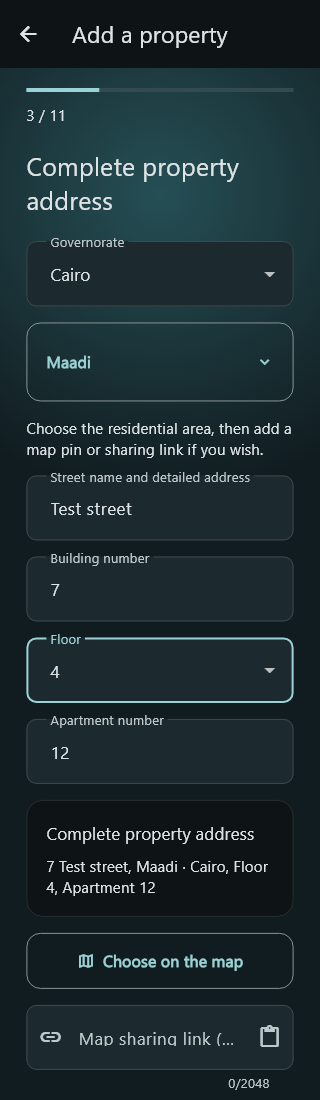 Add a property
3 / 11
Complete property
address
Governorate
Cairo
Maadi
Choose the residential area, then add a
map pin or sharing link if you wish.
Street name and detailed address
Test street
Building number
7
Floor
4
Apartment number
12
Complete property address
7 Test street, Maadi · Cairo, Floor
4, Apartment 12
Choose on the map
Map sharing link (...
0/2048